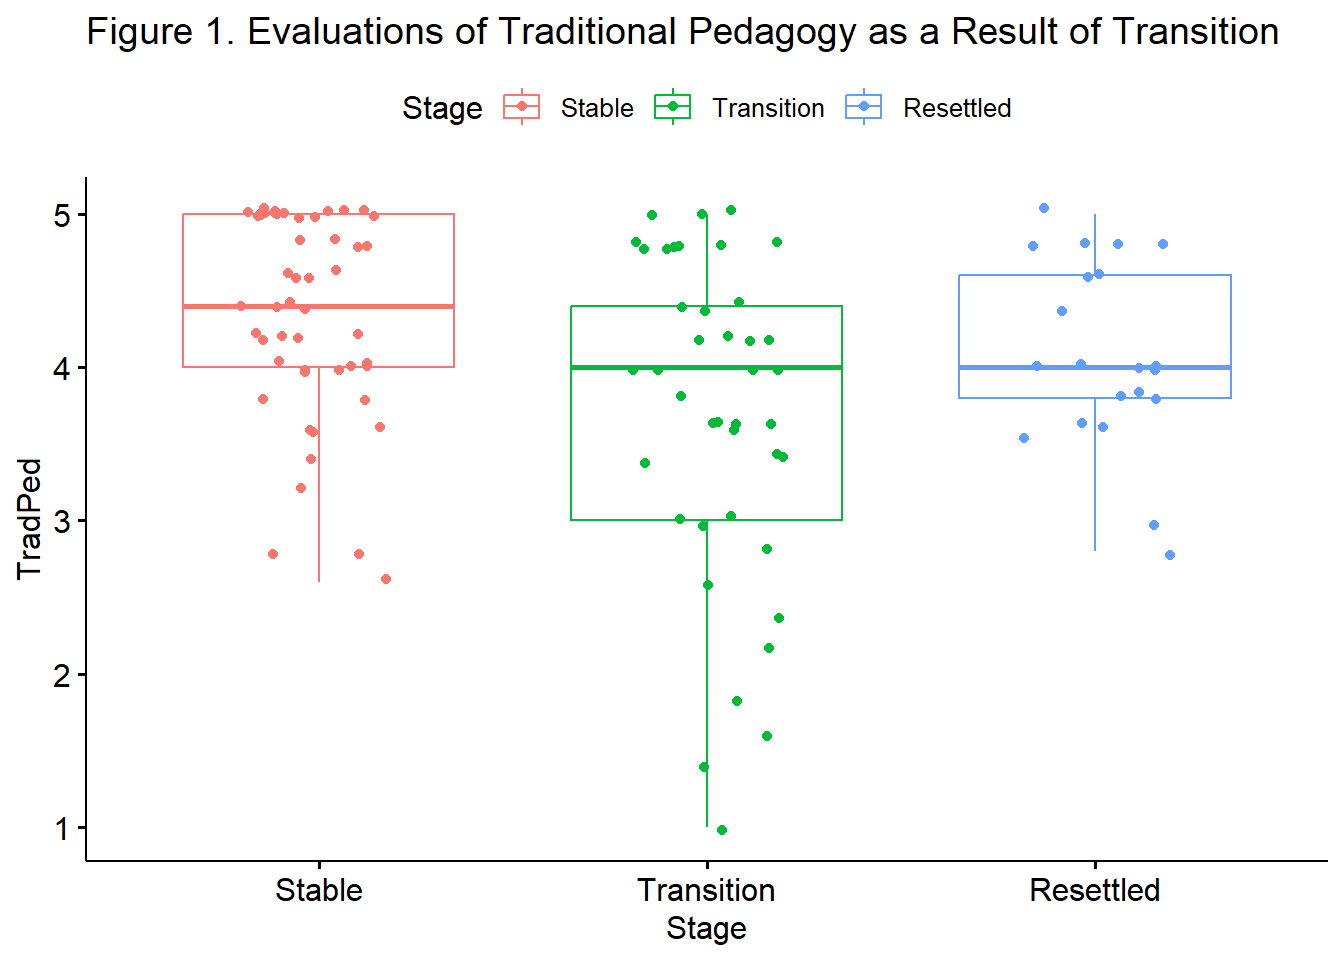 Figure 1. Evaluations of Traditional Pedagogy as a Result of Transition
Stage Stable Transition Resettled
TradPed
5
4
3
2
1
Stable Transition Resettled
Stage